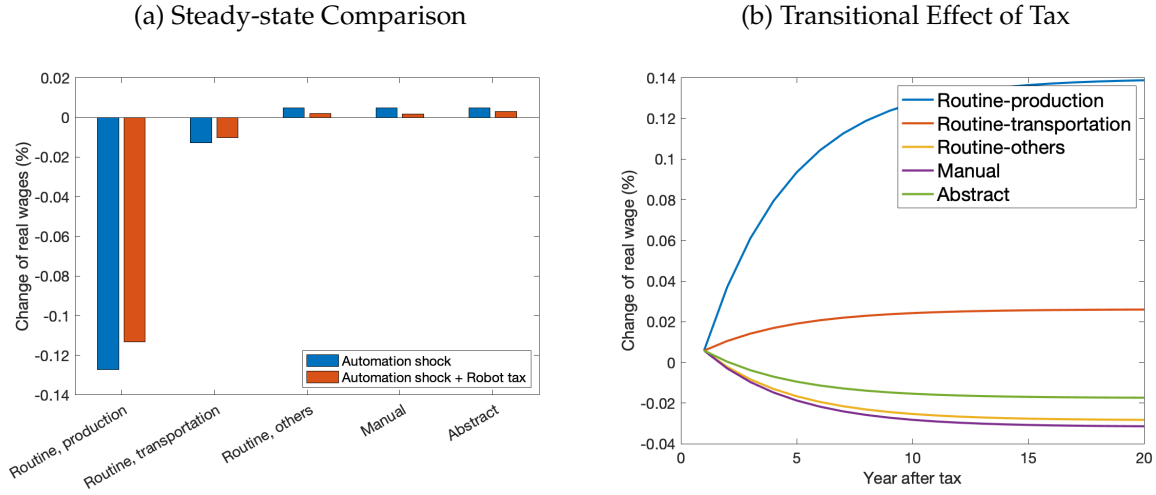 (a) Steady-state Comparison
Change of real wages (%)
0.02
0
-0.02
-0.04
-0.06
-0.08
-0.1
-0.12
-0.14
Routine, production
Routine, transportation
Routine, others
Manual
Abstract
Automation shock
Automation shock + Robot tax
(b) Transitional Effect of Tax
Change of real wage (%)
0.14
0.12
0.1
0.08
0.06
0.04
0.02
0
-0.02
-0.04
0
5
10
15
20
Year after tax
Routine-production
Routine-transportation
Routine-others
Manual
Abstract